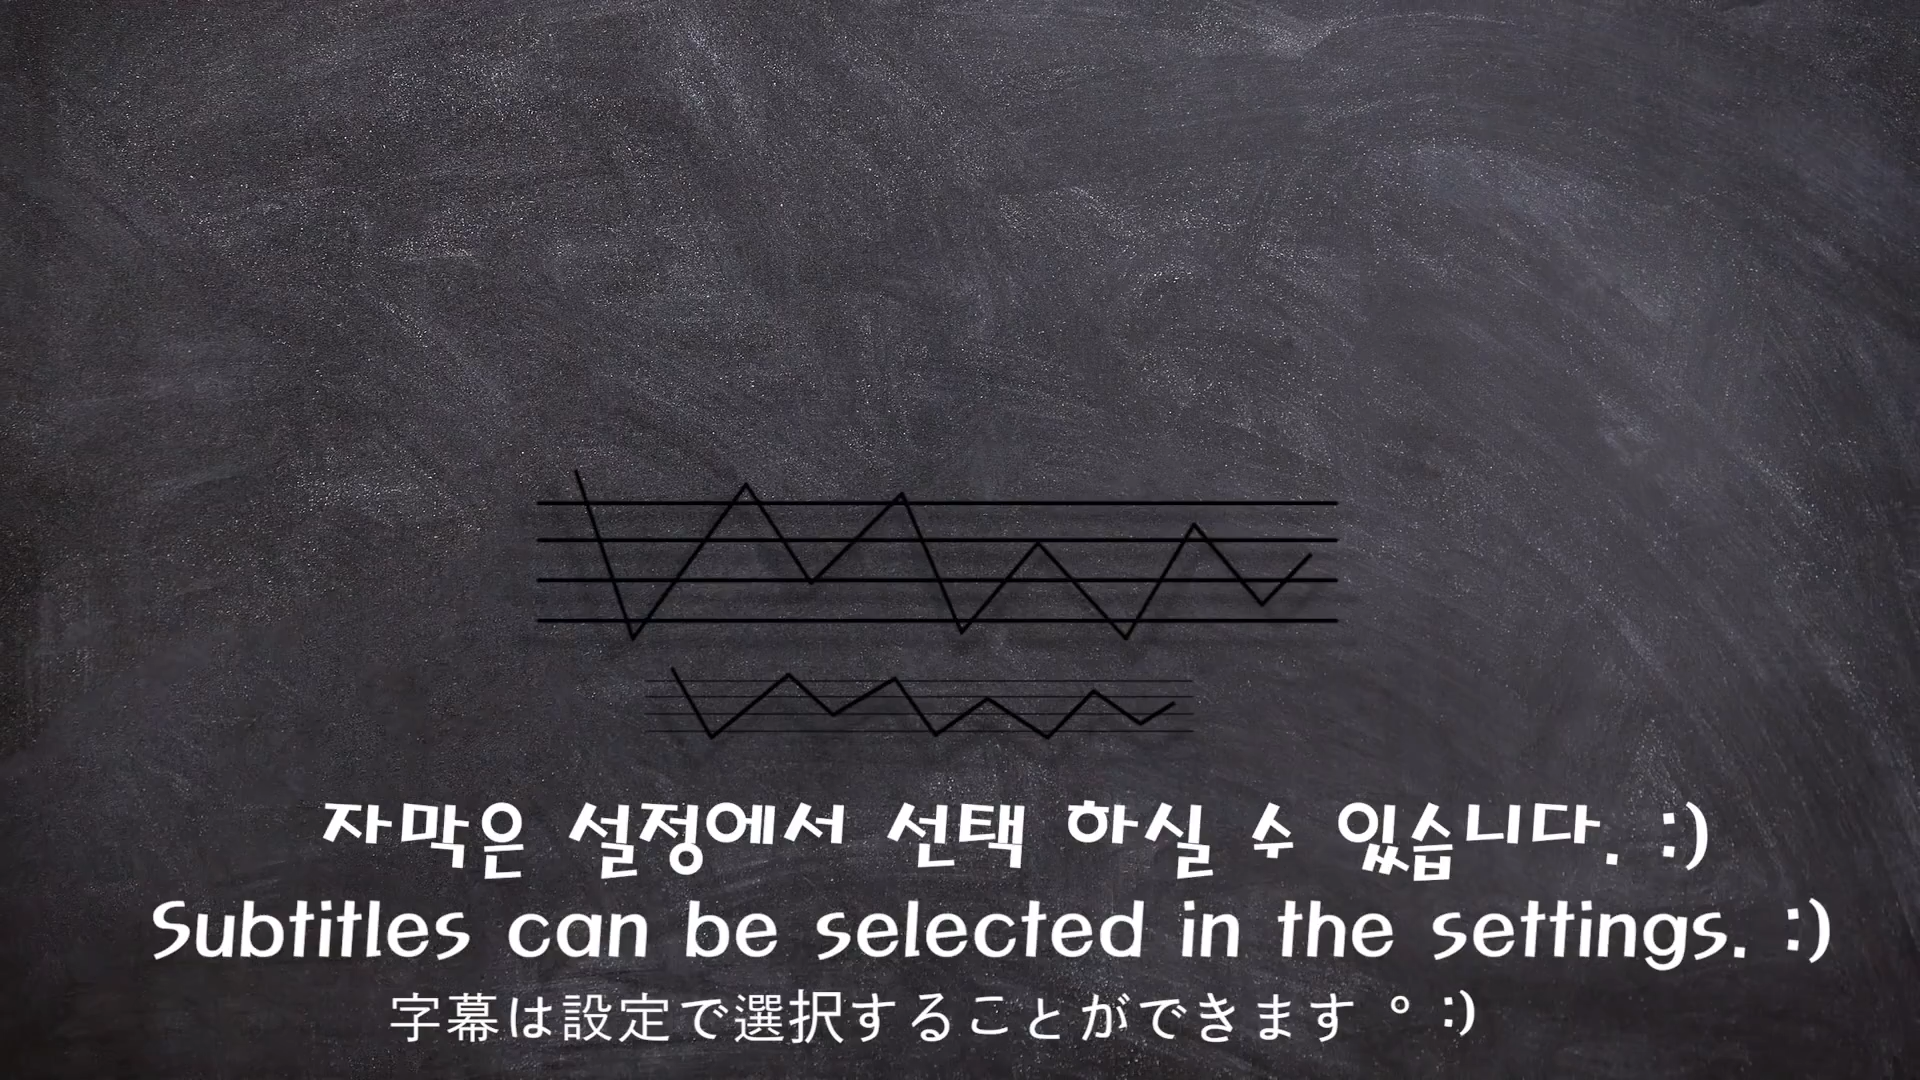 자막은 설정에서 선택 하실 수 있습니다. :)
Subtitles can be selected in the settings. :)
字幕は設定で選択することができます 。:)